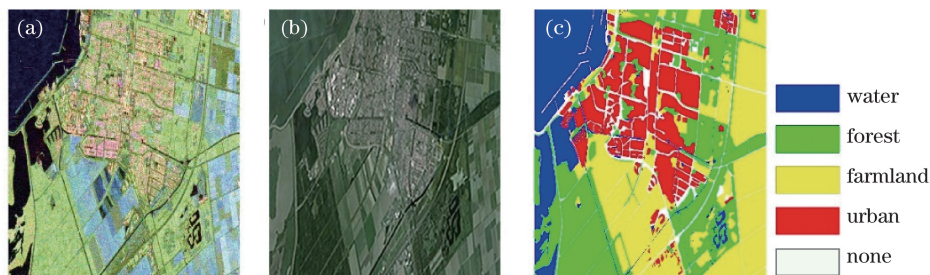 (a)
(b)
(c)
water
forest
farmland
urban
none